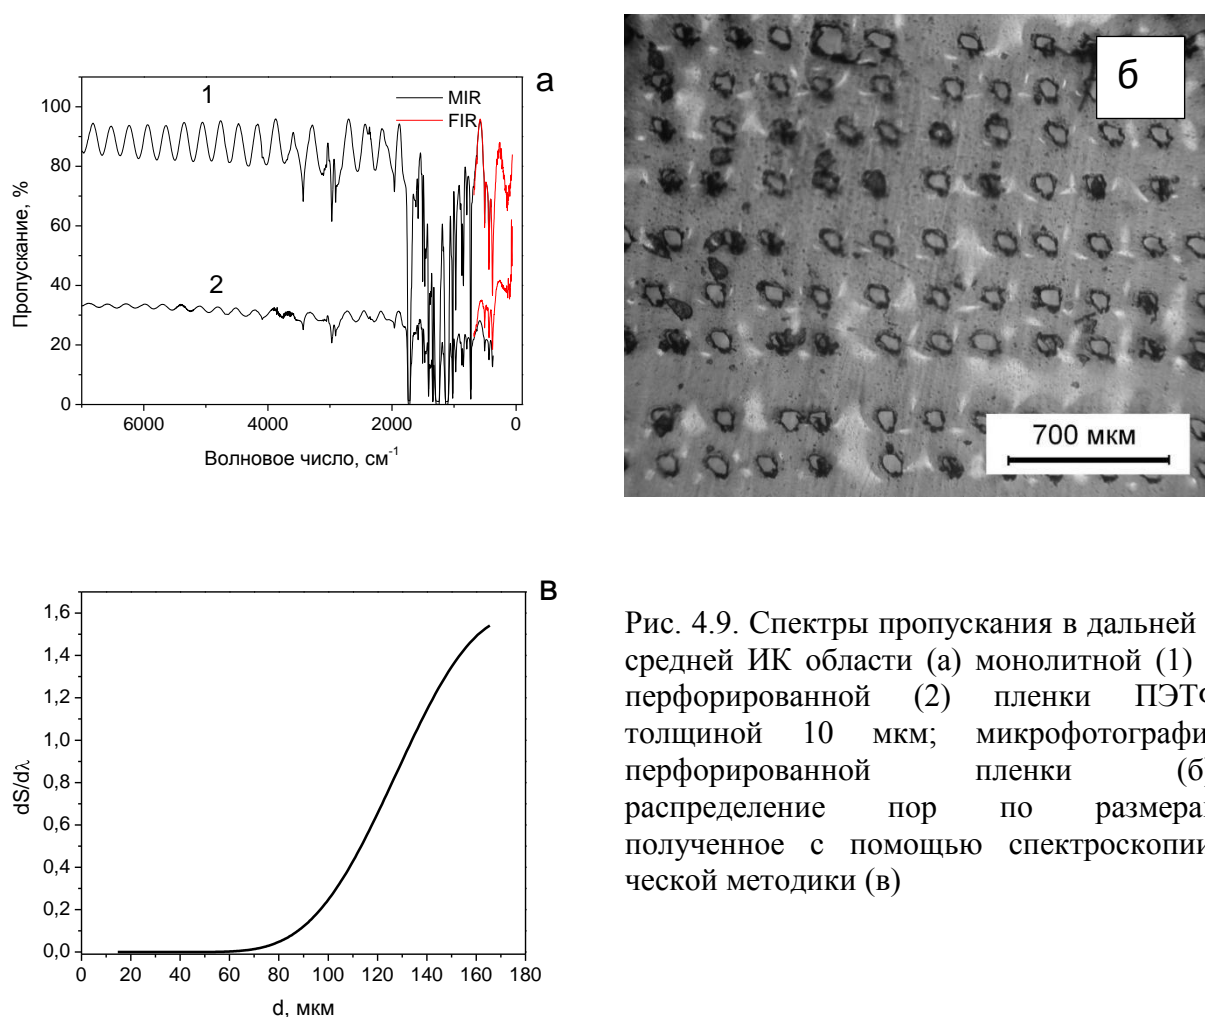 а
1
MIR
FIR
100
80
60
40
20
0
2
Пропускание, %
6000 4000 2000 0
Волновое число, см⁻¹
б
700 мкм
в
1,6
1,4
1,2
1,0
0,8
0,6
0,4
0,2
0,0
dS/dλ
0 20 40 60 80 100 120 140 160 180
d, мкм
Рис. 4.9. Спектры пропускания в дальней
средней ИК области (а) монолитной (1)
перфорированной (2) пленки ПЭТФ
толщиной 10 мкм; микрофотографи
перфорированной пленки (б)
распределение пор по размера
полученное с помощью спектроскопи
ческой методики (в)